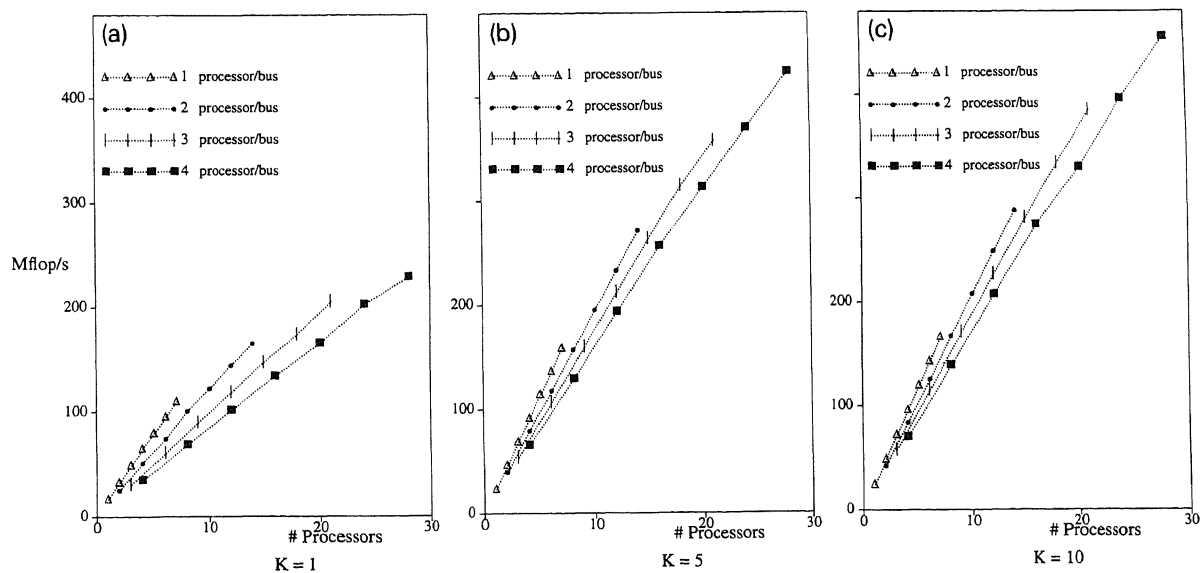 (a)
1 processor/bus
2 processor/bus
3 processor/bus
4 processor/bus
400
300
Mflop/s
200
100
0
0 10 20 30
# Processors
K = 1
(b)
1 processor/bus
2 processor/bus
3 processor/bus
4 processor/bus
200
100
0
0 10 20 30
# Processors
K = 5
(c)
1 processor/bus
2 processor/bus
3 processor/bus
4 processor/bus
200
100
0
0 10 20 30
# Processors
K = 10